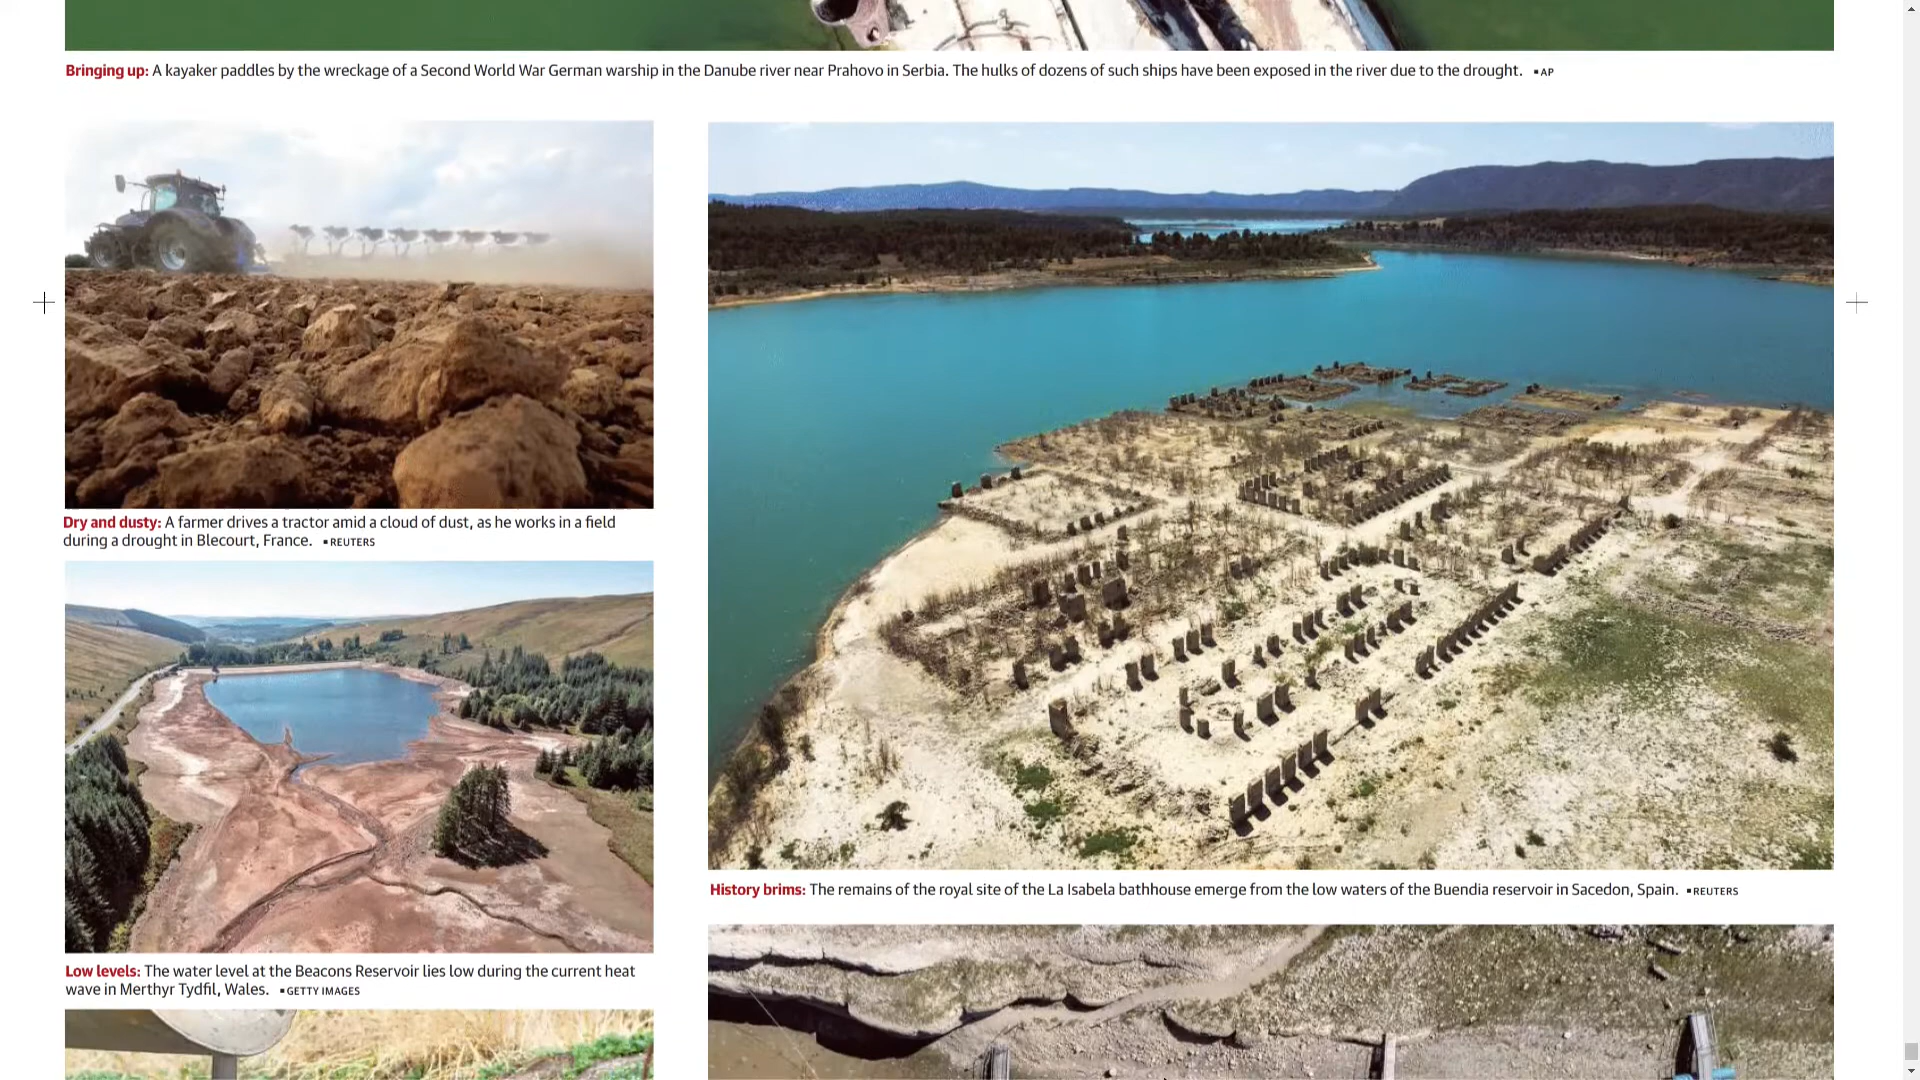 Bringing up: A kayaker paddles by the wreckage of a Second World War German warship in the Danube river near Prahovo in Serbia. The hulks of dozens of such ships have been exposed in the river due to the drought. ▪AP
Dry and dusty: A farmer drives a tractor amid a cloud of dust, as he works in a field
during a drought in Blecourt, France. ▪REUTERS
Low levels: The water level at the Beacons Reservoir lies low during the current heat
wave in Merthyr Tydfil, Wales. ▪GETTY IMAGES
History brims: The remains of the royal site of the La Isabela bathhouse emerge from the low waters of the Buendia reservoir in Sacedon, Spain. ▪REUTERS